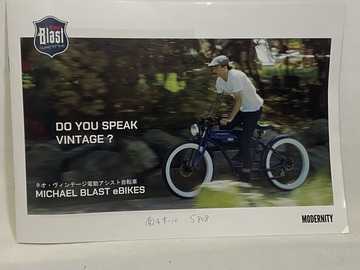 Blast
DO YOU SPEAK
VINTAGE ?
ネオ・ヴィンテージ電動アシスト自転車
MICHAEL BLAST eBIKES
MODERNITY